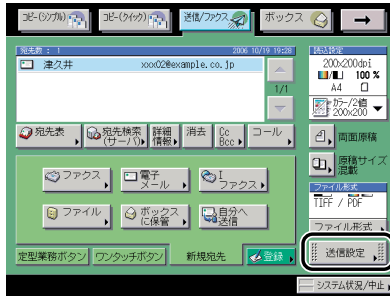 コピー(シンプル)
コピー(クイック)
送信/ファクス
ボックス
宛先数 : 1
2006 10/19 19:28
読込設定
津久井
xxx02@example.co.jp
200×200dpi
100 %
A4
1/1
カラー/2値
200×200
宛先表
宛先検索
(サーバ)
詳細
情報
消去
Cc
Bcc
コール
両面原稿
原稿サイズ
混載
ファクス
電子
メール
I
ファクス
ファイル形式
TIFF / PDF
ファイル
ボックス
に保管
自分へ
送信
ファイル形式
定型業務ボタン
ワンタッチボタン
新規宛先
登録
送信設定
システム状況/中止